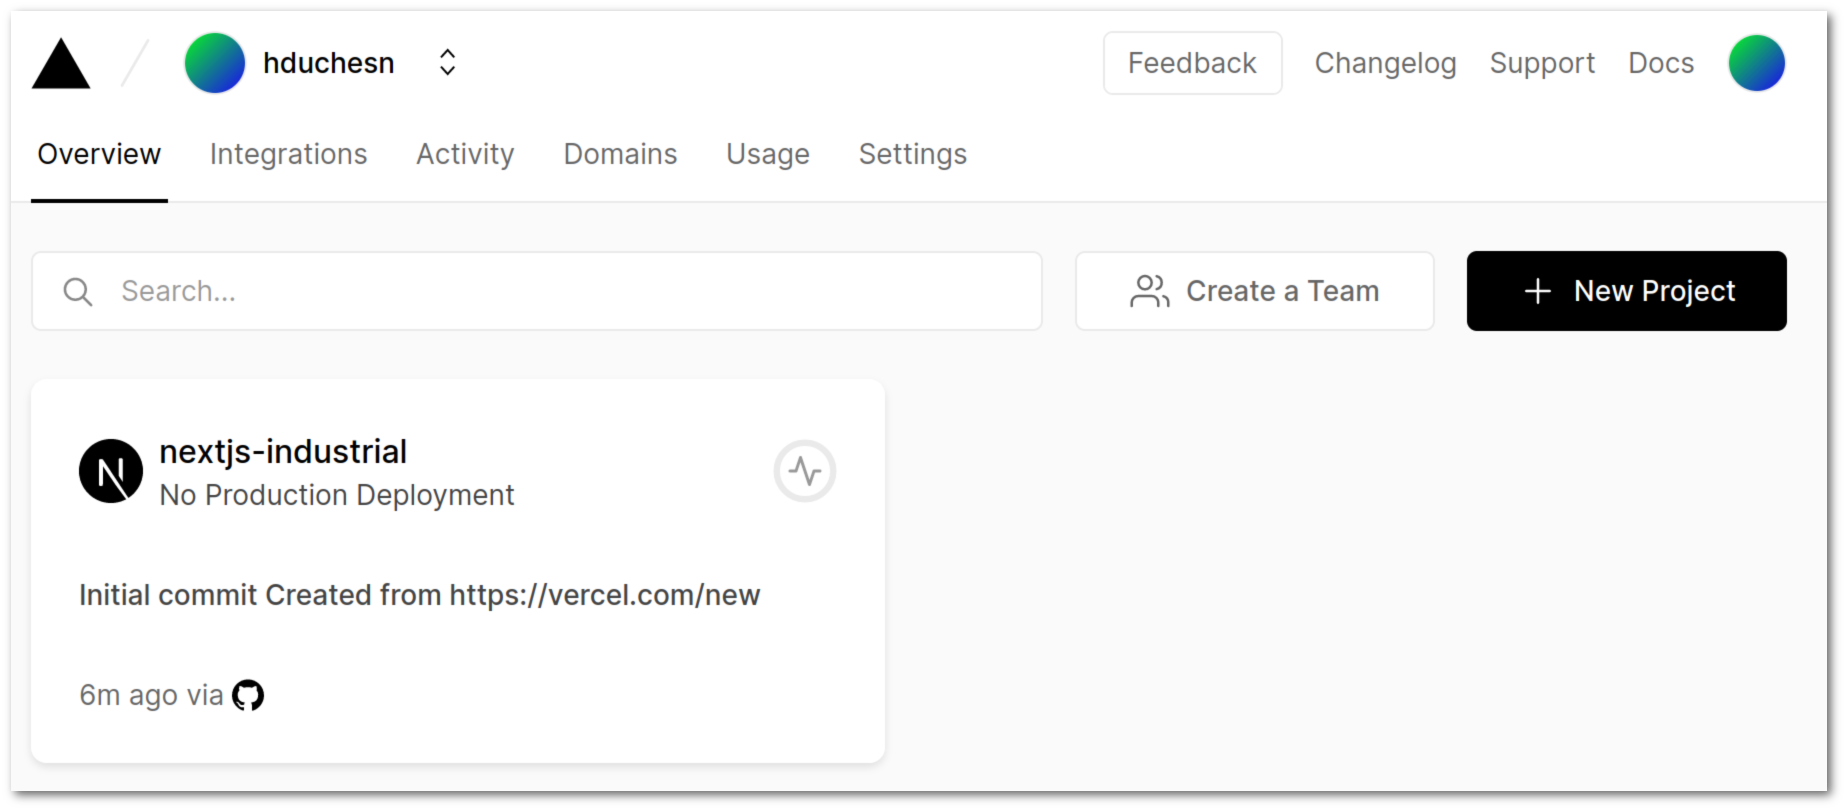 hduchesn
Feedback Changelog Support Docs
Overview Integrations Activity Domains Usage Settings
Search...
Create a Team
New Project
nextjs-industrial
No Production Deployment
Initial commit Created from https://vercel.com/new
6m ago via